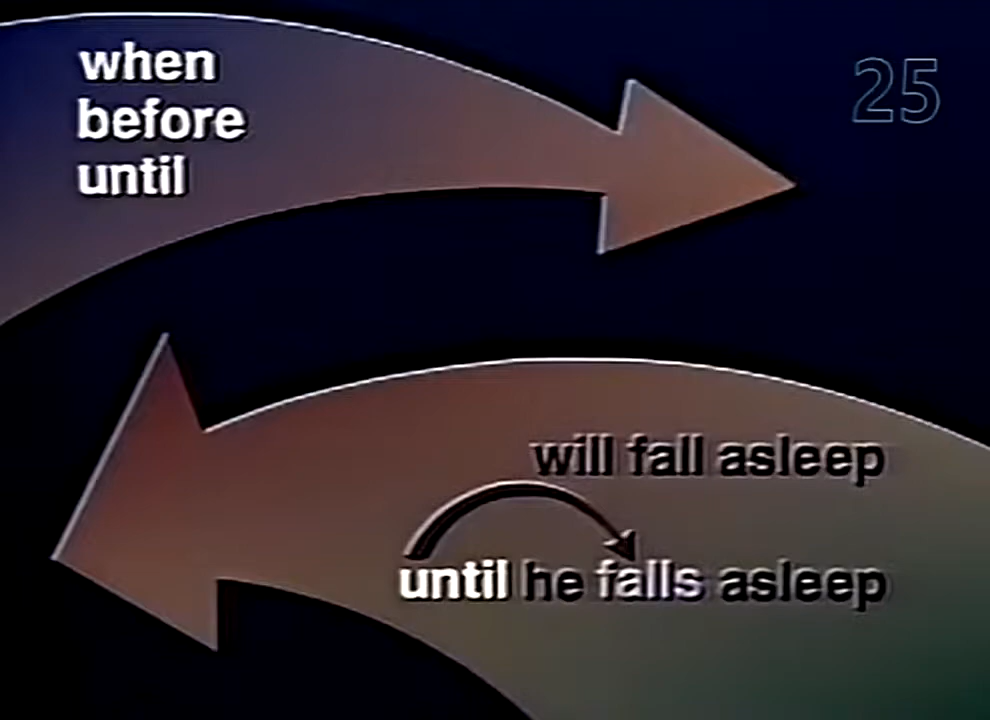 when
before
until
25
will fall asleep
until he falls asleep